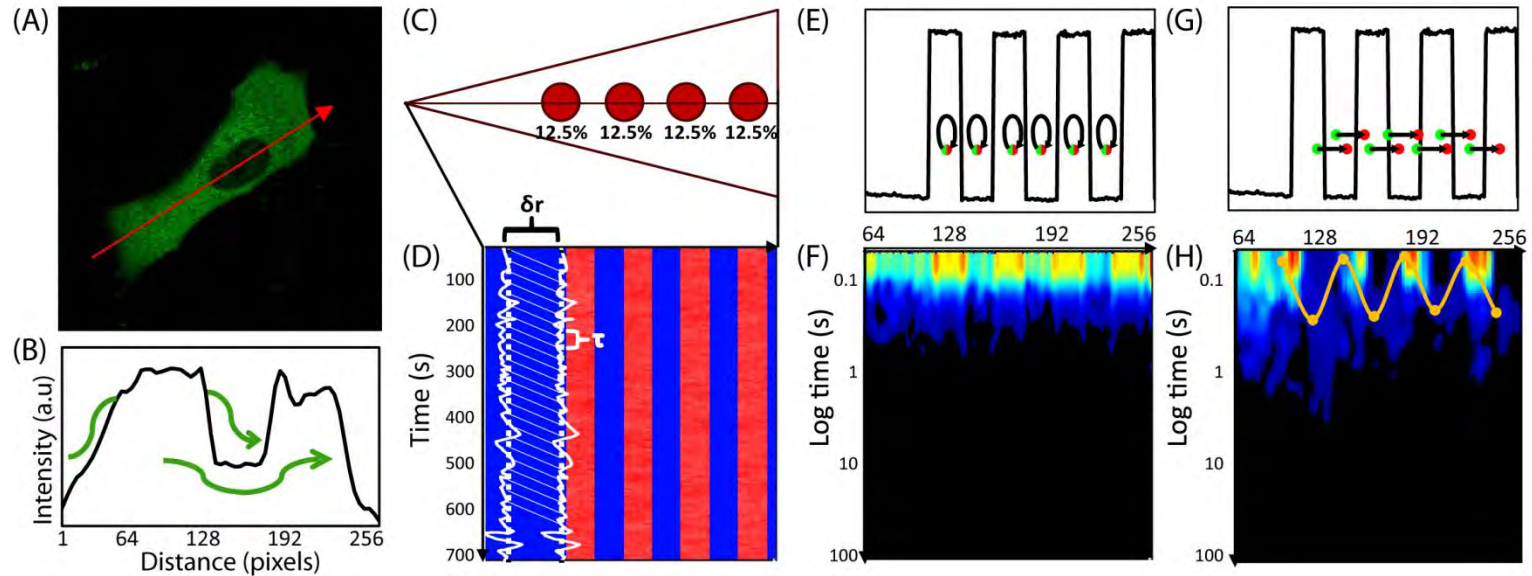 (A)
(B)
Intensity (a.u)
1 64 128 192 256
Distance (pixels)
(C)
12.5% 12.5% 12.5% 12.5%
δr
(D)
τ
Time (s)
100
200
300
400
500
600
700
(E)
64 128 192 256
(F)
Log time (s)
0.1
1
10
100
(G)
64 128 192 256
(H)
Log time (s)
0.1
1
10
100